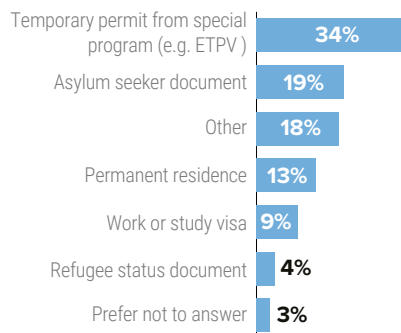 Temporary permit from special
program (e.g. ETPV )
34%
Asylum seeker document
19%
Other
18%
Permanent residence
13%
Work or study visa
9%
Refugee status document
4%
Prefer not to answer
3%